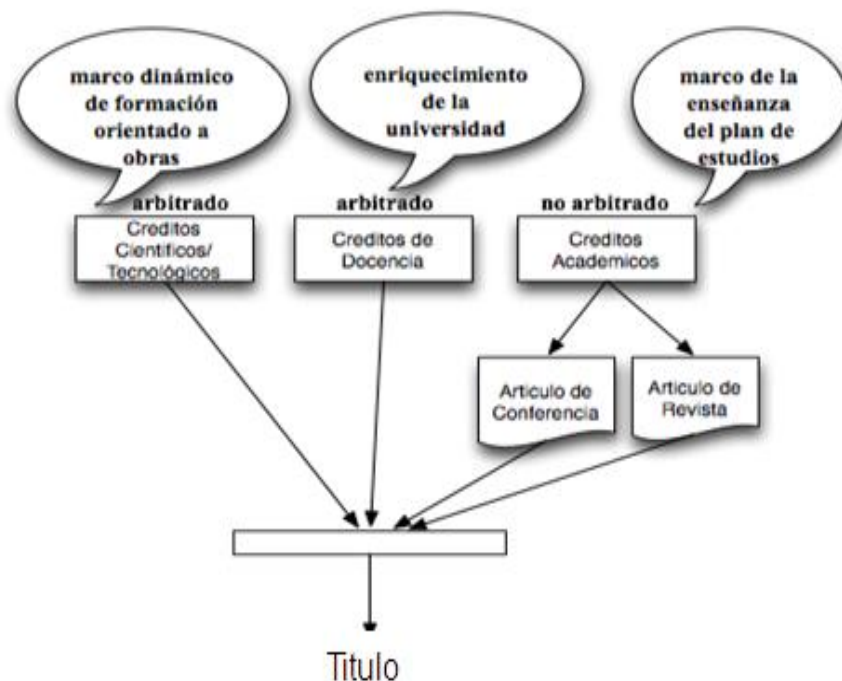 marco dinámico
de formación
orientado a
obras
enriquecimiento
de la
universidad
marco de la
enseñanza
del plan de
estudios
arbitrado
arbitrado
no arbitrado
Creditos
Científicos/
Tecnológicos
Creditos de
Docencia
Creditos
Academicos
Articulo de
Conferencia
Articulo de
Revista
Titulo